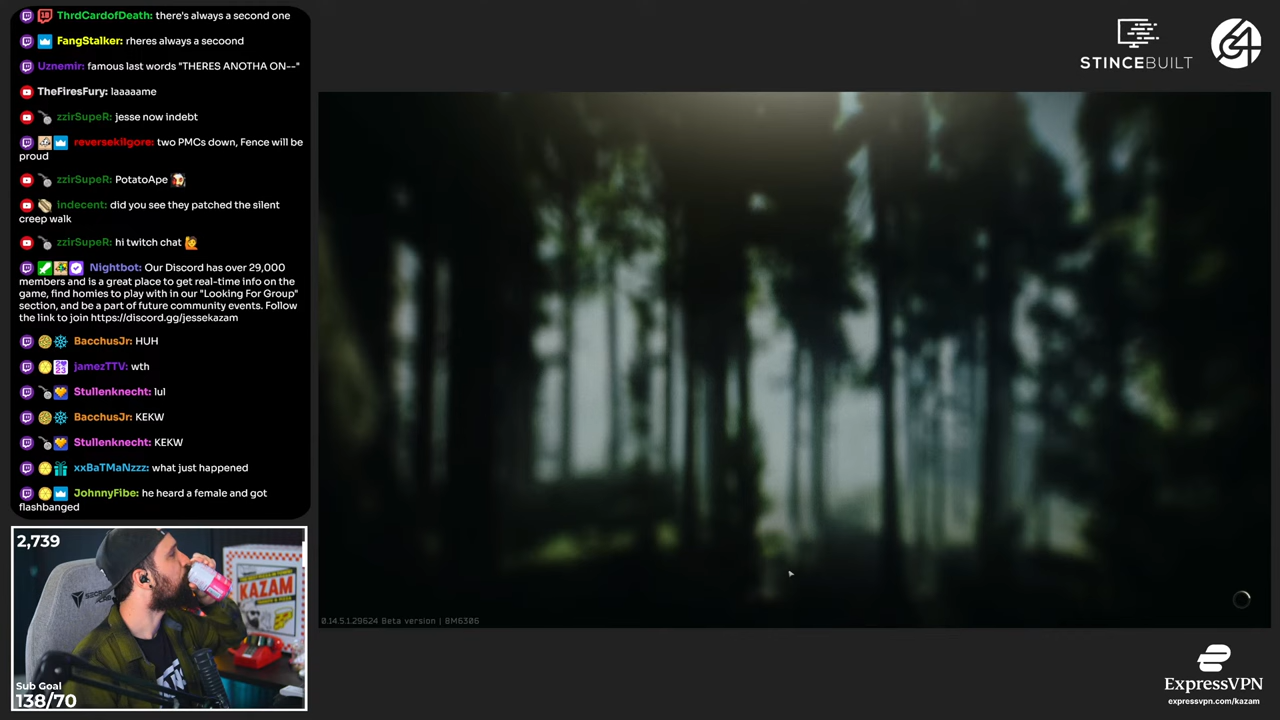 ThrdCardofDeath: there's always a second one
FangStalker: rheres always a secoond
Uznemir: famous last words "THERES ANOTHA ON--"
TheFiresFury: laaaaame
zzirSupeR: jesse now indebt
reversekilgore: two PMCs down, Fence will be
proud
zzirSupeR: PotatoApe
indecent: did you see they patched the silent
creep walk
zzirSupeR: hi twitch chat
Nightbot: Our Discord has over 29,000
members and is a great place to get real-time info on the
game, find homies to play with in our "Looking For Group"
section, and be a part of future community events. Follow
the link to join https://discord.gg/jessekazam
BacchusJr: HUH
jamezTTV: wth
Stullenknecht: lul
BacchusJr: KEKW
Stullenknecht: KEKW
xxBaTMaNzzz: what just happened
JohnnyFibe: he heard a female and got
flashbanged
2,739
KAZAM
Sub Goal
138/70
0.14.5.1.29624 Beta version | BM6306
STINCEBUILT
G4
ExpressVPN
expressvpn.com/kazam